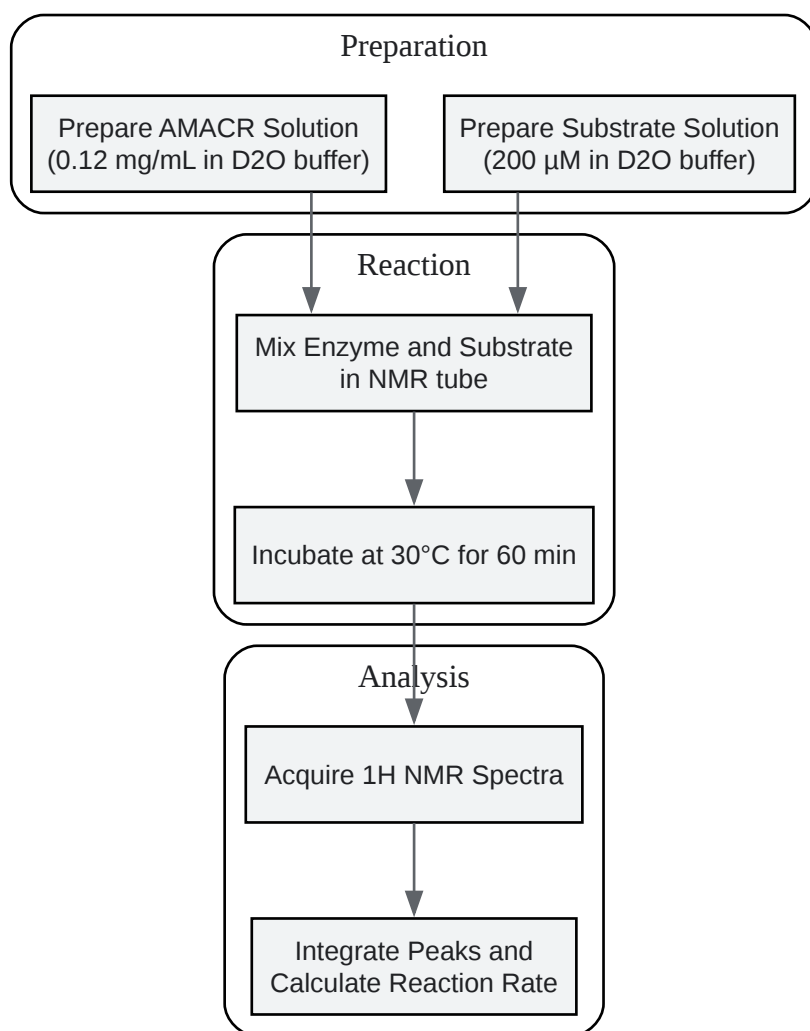 Preparation
Prepare AMACR Solution
(0.12 mg/mL in D2O buffer)
Prepare Substrate Solution
(200 µM in D2O buffer)
Reaction
Mix Enzyme and Substrate
in NMR tube
Incubate at 30°C for 60 min
Analysis
Acquire 1H NMR Spectra
Integrate Peaks and
Calculate Reaction Rate